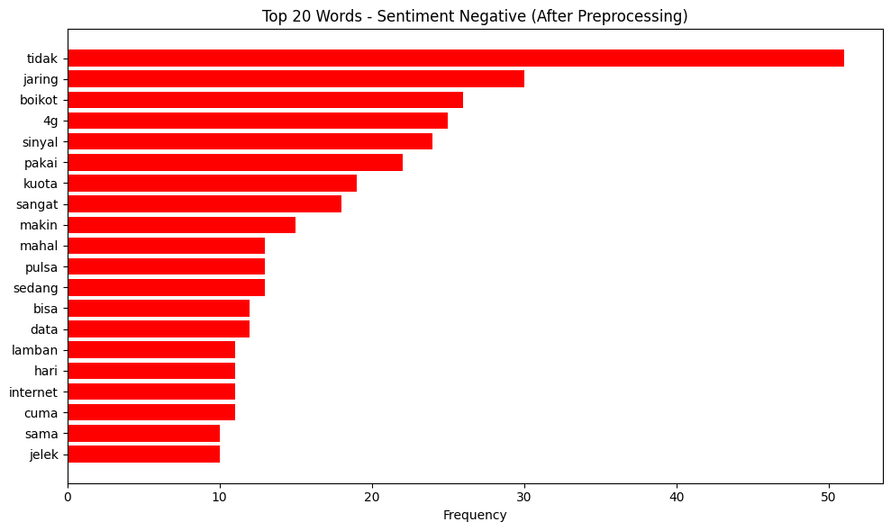 Top 20 Words - Sentiment Negative (After Preprocessing)
tidak
jaring
boikot
4g
sinyal
pakai
kuota
sangat
makin
mahal
pulsa
sedang
bisa
data
lamban
hari
internet
cuma
sama
jelek
0 10 20 30 40 50
Frequency